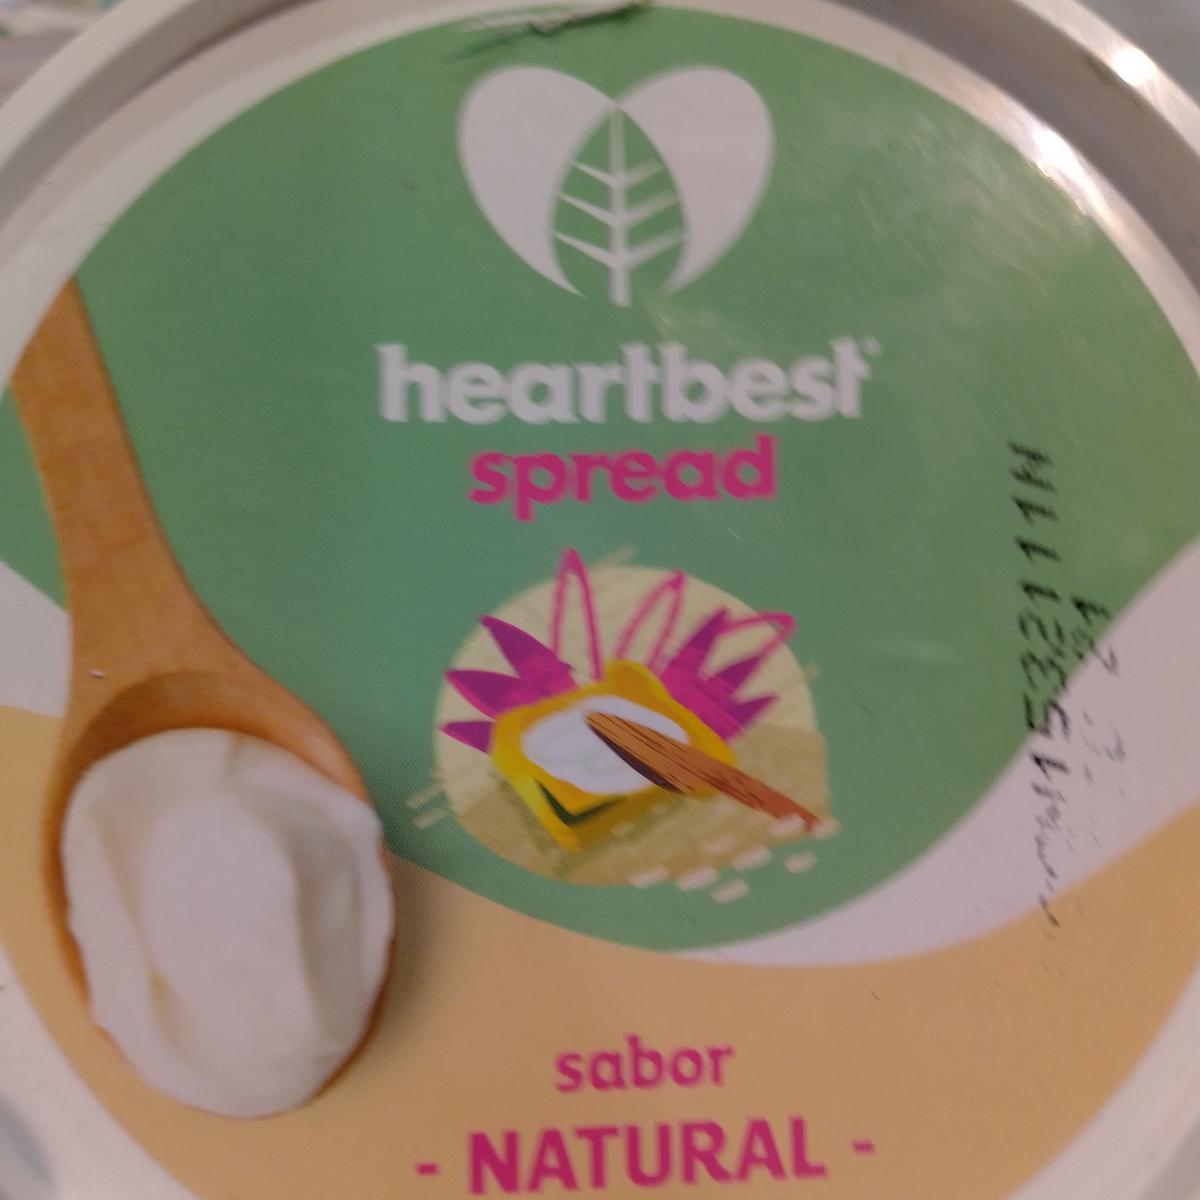 heartbest
spread
sabor
- NATURAL -